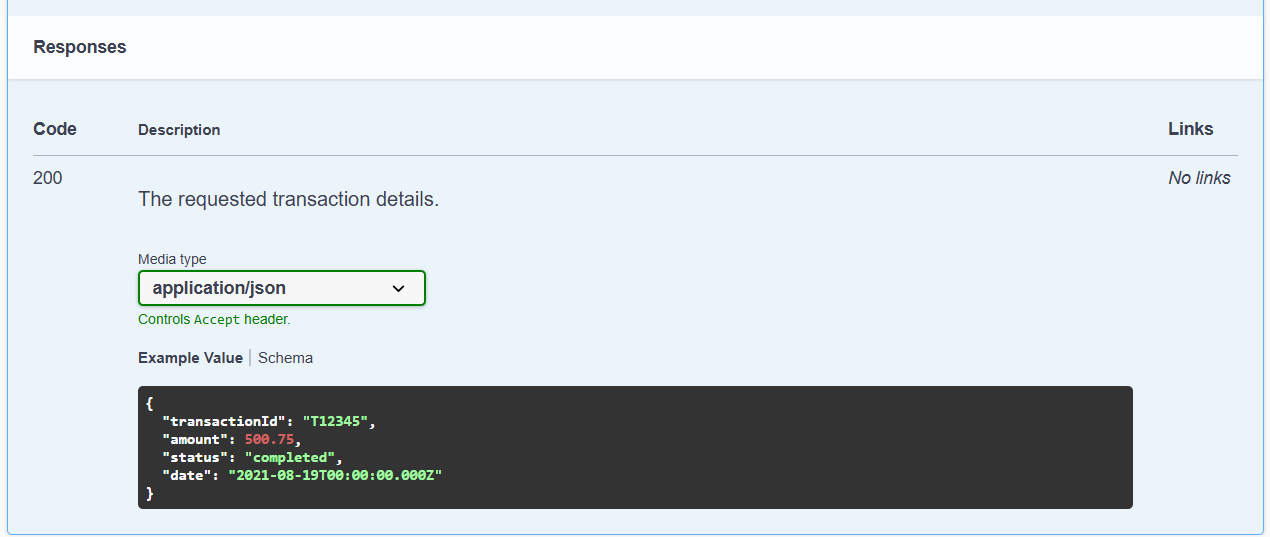 Responses
Code Description Links
200 No links
The requested transaction details.
Media type
application/json
Controls Accept header.
Example Value | Schema
{
  "transactionId": "T12345",
  "amount": 500.75,
  "status": "completed",
  "date": "2021-08-19T00:00:00.000Z"
}